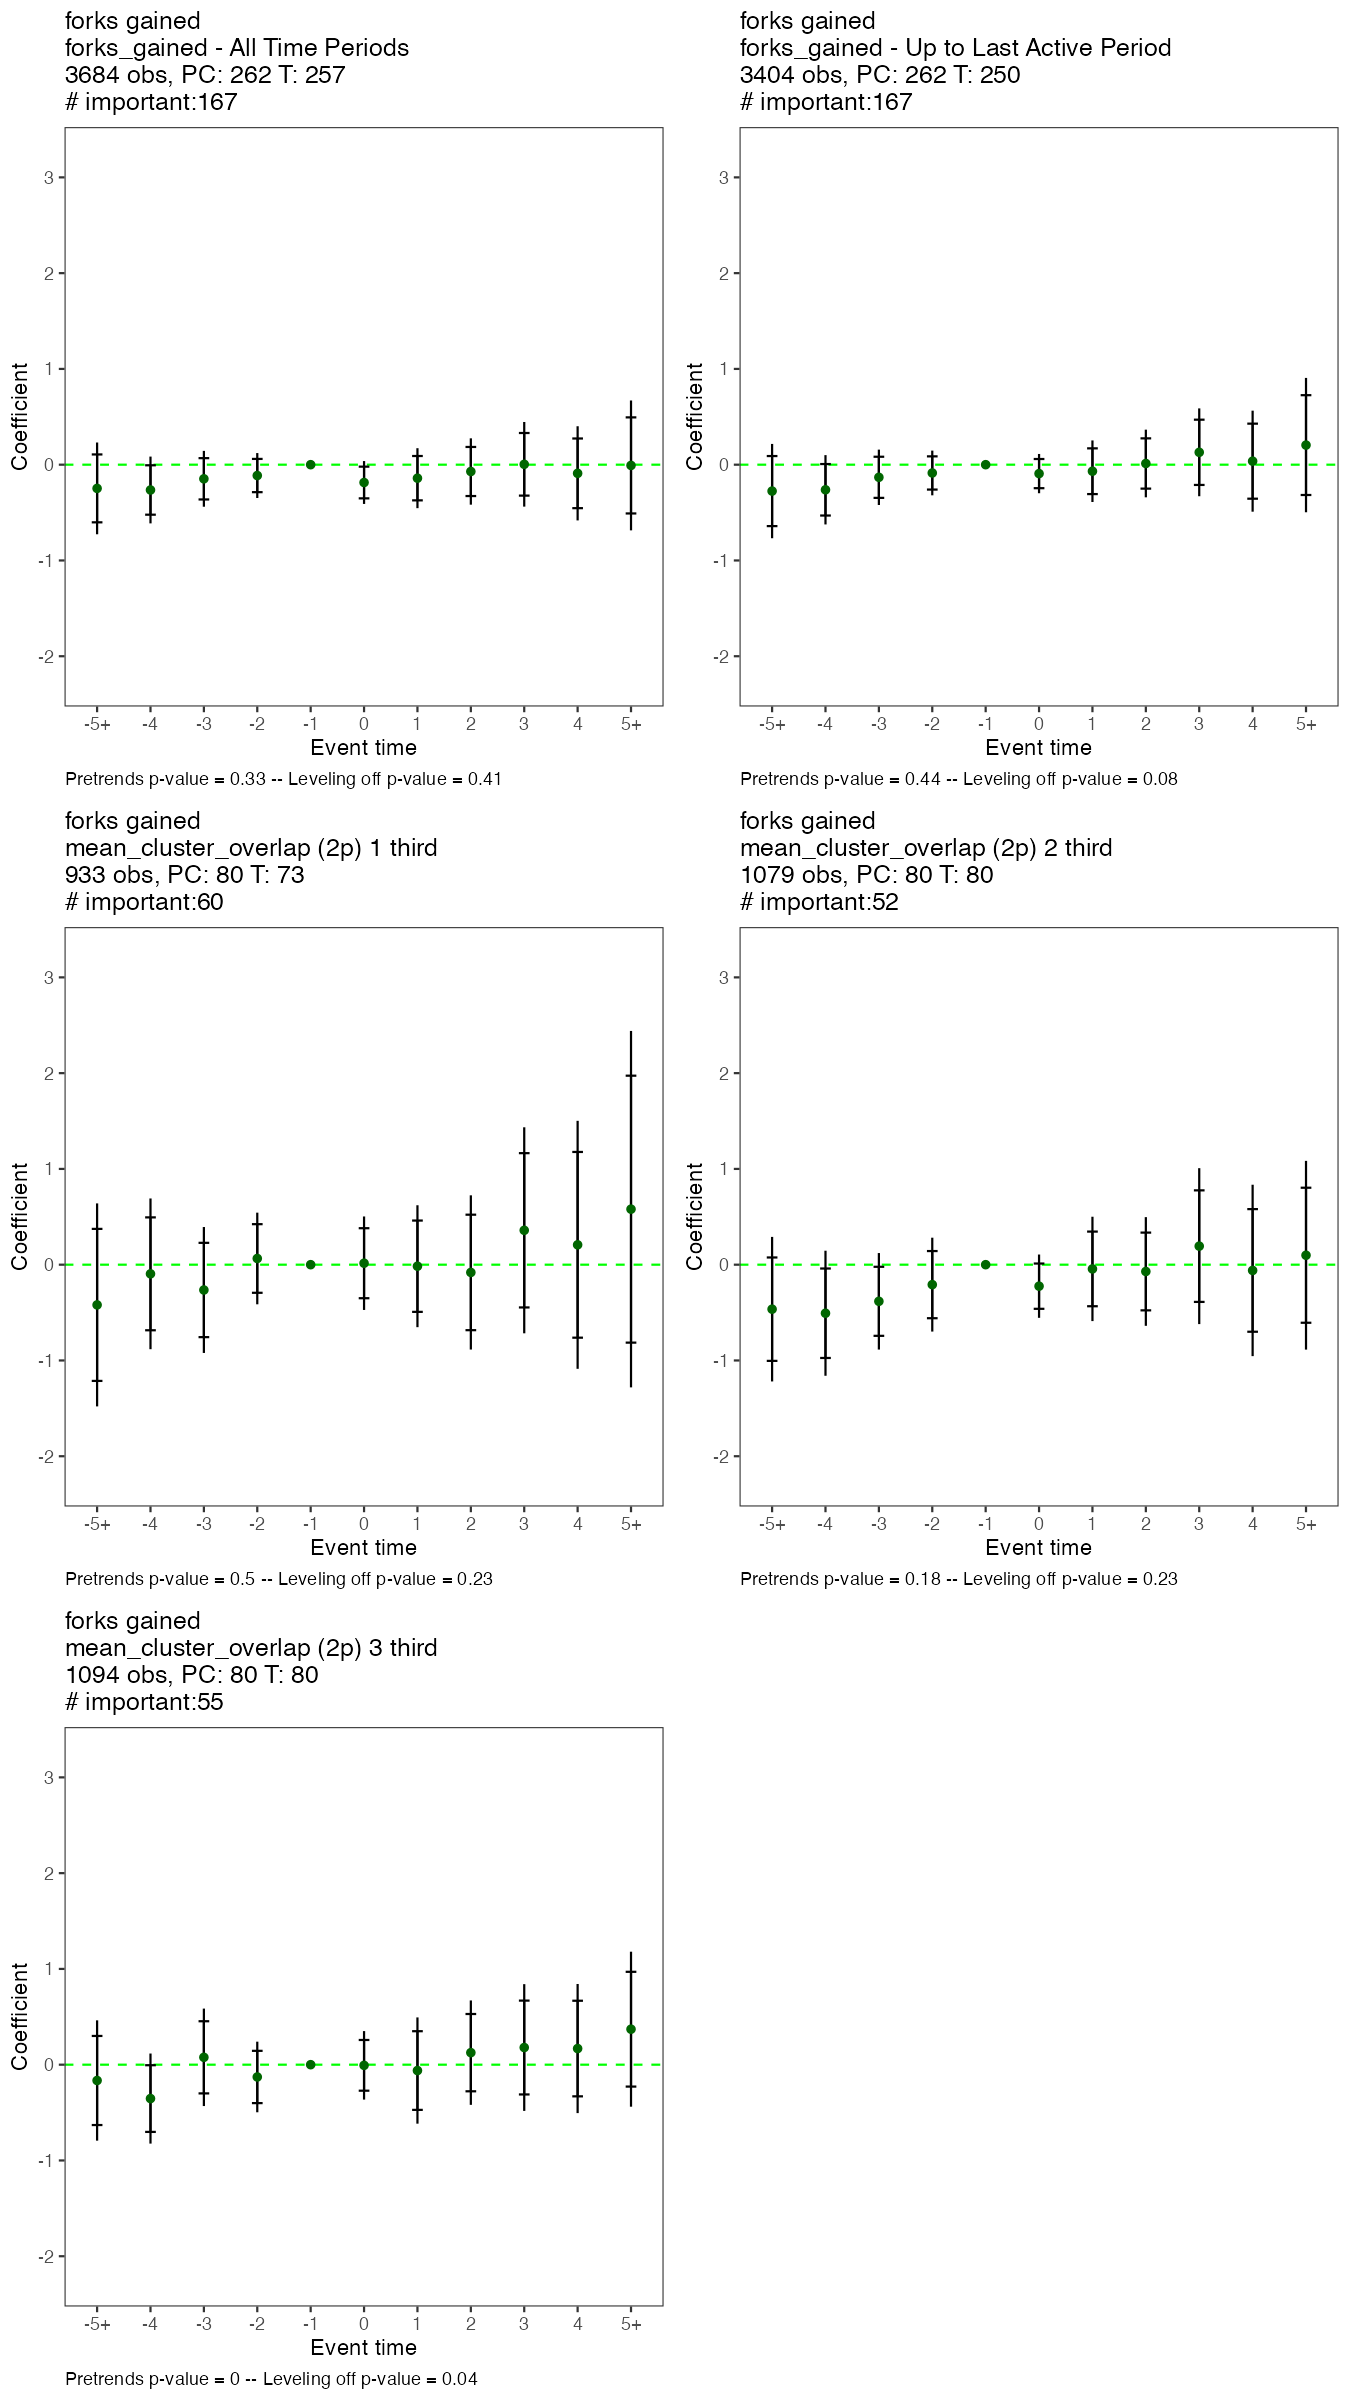 forks gained
forks_gained - All Time Periods
3684 obs, PC: 262 T: 257
# important:167
3
2
1
0
-1
-2
Coefficient
-5+ -4 -3 -2 -1 0 1 2 3 4 5+
Event time
Pretrends p-value = 0.33 -- Leveling off p-value = 0.41
forks gained
forks_gained - Up to Last Active Period
3404 obs, PC: 262 T: 250
# important:167
3
2
1
0
-1
-2
Coefficient
-5+ -4 -3 -2 -1 0 1 2 3 4 5+
Event time
Pretrends p-value = 0.44 -- Leveling off p-value = 0.08
forks gained
mean_cluster_overlap (2p) 1 third
933 obs, PC: 80 T: 73
# important:60
3
2
1
0
-1
-2
Coefficient
-5+ -4 -3 -2 -1 0 1 2 3 4 5+
Event time
Pretrends p-value = 0.5 -- Leveling off p-value = 0.23
forks gained
mean_cluster_overlap (2p) 2 third
1079 obs, PC: 80 T: 80
# important:52
3
2
1
0
-1
-2
Coefficient
-5+ -4 -3 -2 -1 0 1 2 3 4 5+
Event time
Pretrends p-value = 0.18 -- Leveling off p-value = 0.23
forks gained
mean_cluster_overlap (2p) 3 third
1094 obs, PC: 80 T: 80
# important:55
3
2
1
0
-1
-2
Coefficient
-5+ -4 -3 -2 -1 0 1 2 3 4 5+
Event time
Pretrends p-value = 0 -- Leveling off p-value = 0.04